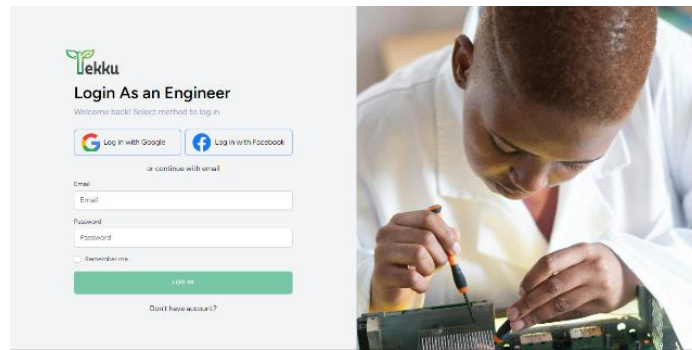 Tekku
Login As an Engineer
Welcome back! Select method to log in
Log in with Google
Log in with Facebook
or continue with email
Email
Email
Password
Password
Remember me
LOG IN
Don't have account?